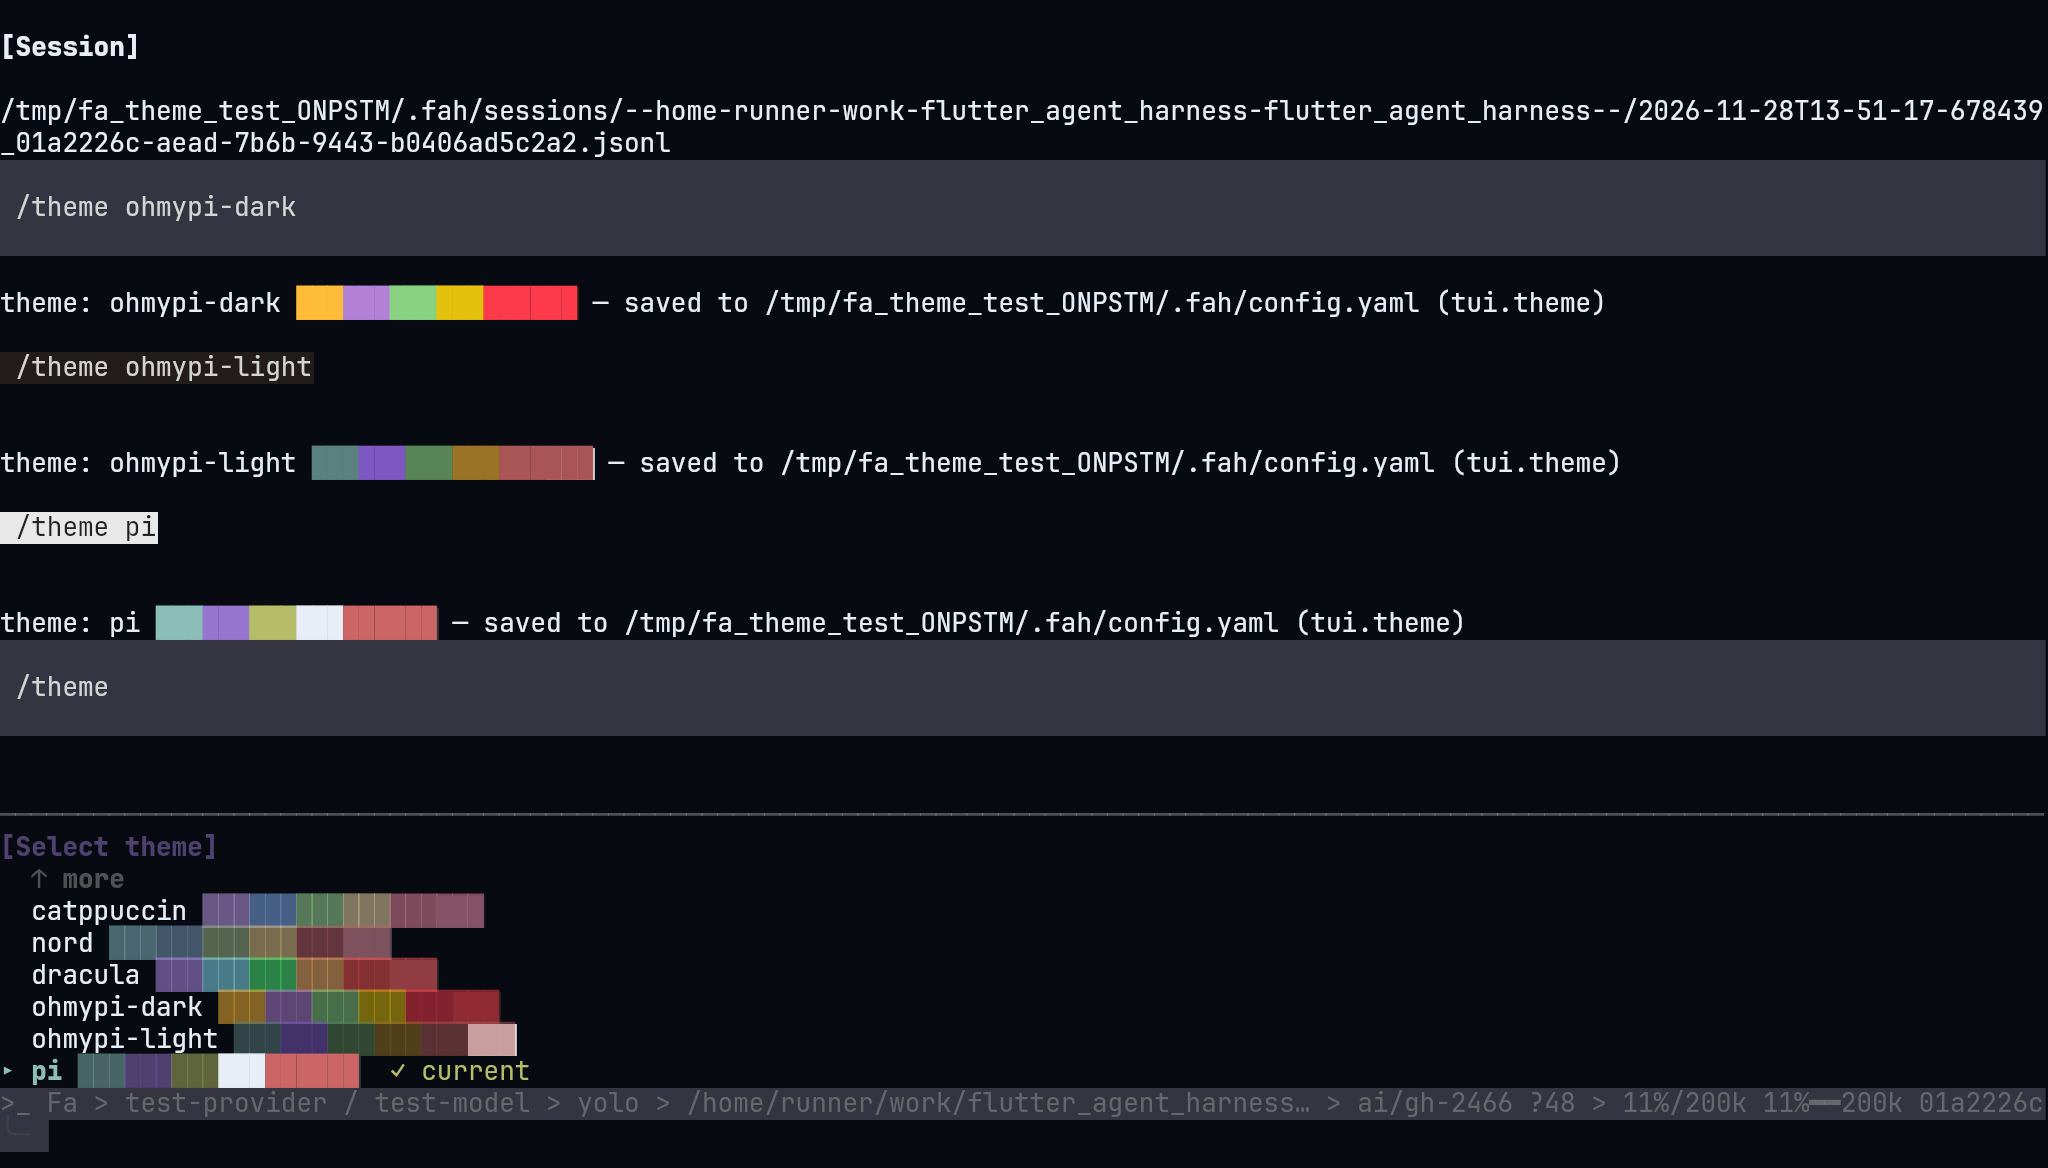 [Session]
/tmp/fa_theme_test_ONPSTM/.fah/sessions/--home-runner-work-flutter_agent_harness-flutter_agent_harness--/2026-11-28T13-51-17-678439
_01a2226c-aead-7b6b-9443-b0406ad5c2a2.jsonl
/theme ohmypi-dark
theme: ohmypi-dark — saved to /tmp/fa_theme_test_ONPSTM/.fah/config.yaml (tui.theme)
/theme ohmypi-light
theme: ohmypi-light — saved to /tmp/fa_theme_test_ONPSTM/.fah/config.yaml (tui.theme)
/theme pi
theme: pi — saved to /tmp/fa_theme_test_ONPSTM/.fah/config.yaml (tui.theme)
/theme
[Select theme]
↑ more
catppuccin
nord
dracula
ohmypi-dark
ohmypi-light
▸ pi ✓ current
>_ Fa > test-provider / test-model > yolo > /home/runner/work/flutter_agent_harness… > ai/gh-2466 ?48 > 11%/200k 11%━━200k 01a2226c